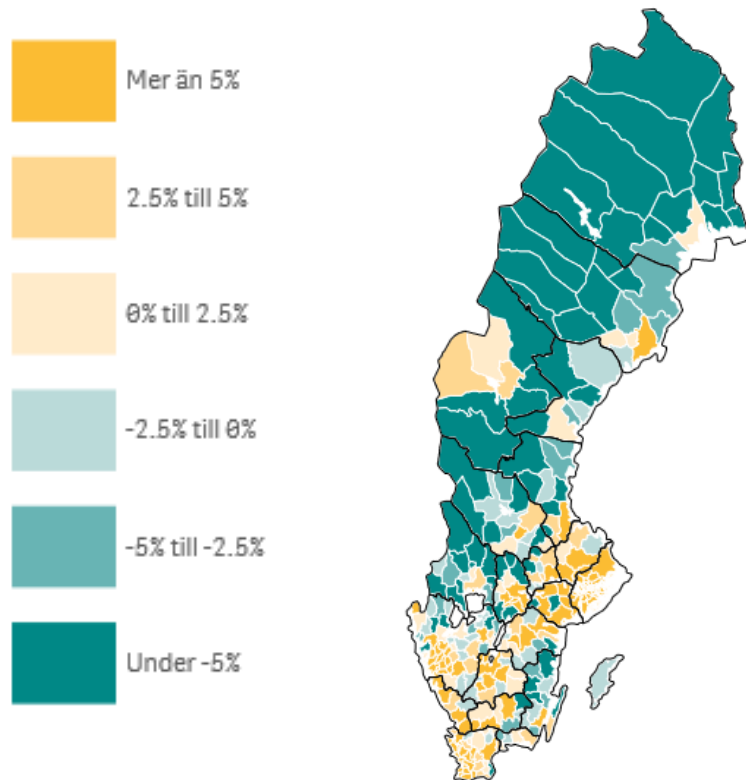 Mer än 5%
2.5% till 5%
0% till 2.5%
-2.5% till 0%
-5% till -2.5%
Under -5%